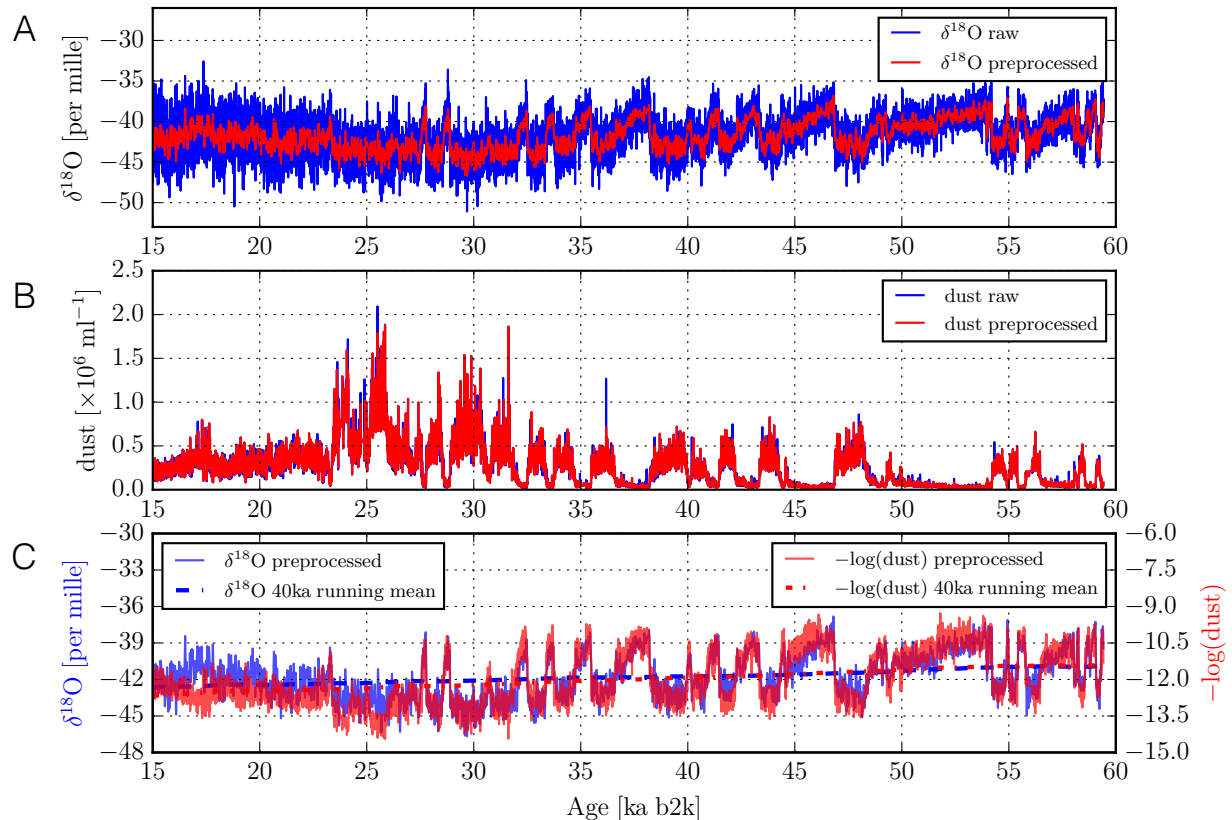 A
δ¹⁸O [per mille]
−30
−35
−40
−45
−50
δ¹⁸O raw
δ¹⁸O preprocessed
15 20 25 30 35 40 45 50 55 60
B
dust [×10⁶ ml⁻¹]
2.5
2.0
1.5
1.0
0.5
0.0
dust raw
dust preprocessed
15 20 25 30 35 40 45 50 55 60
C
δ¹⁸O [per mille]
−30
−33
−36
−39
−42
−45
−48
δ¹⁸O preprocessed
δ¹⁸O 40ka running mean
−log(dust) preprocessed
−log(dust) 40ka running mean
−6.0
−7.5
−9.0
−10.5
−12.0
−13.5
−15.0
−log(dust)
15 20 25 30 35 40 45 50 55 60
Age [ka b2k]